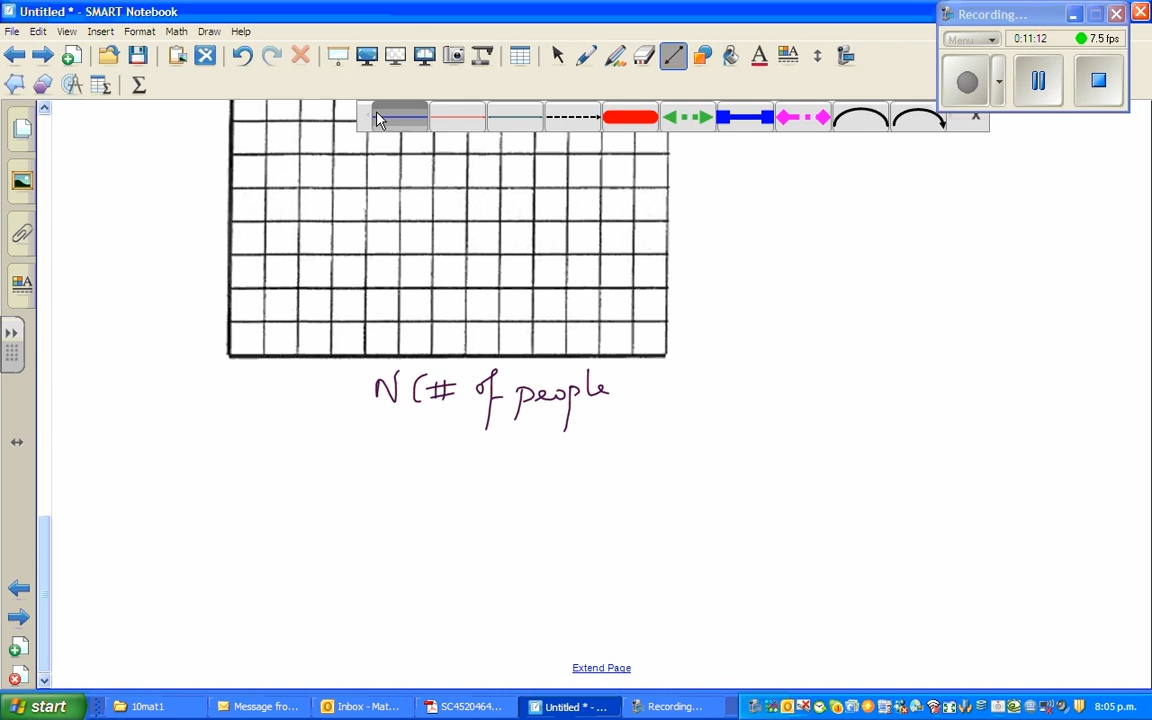 Untitled * - SMART Notebook
Recording...
File Edit View Insert Format Math Draw Help
Menu 0:11:12 7.5 fps
N (# of people
Extend Page
start 10mat1 Message fro... Inbox - Mat... SC4520464... Untitled * - ... Recording... 8:05 p.m.